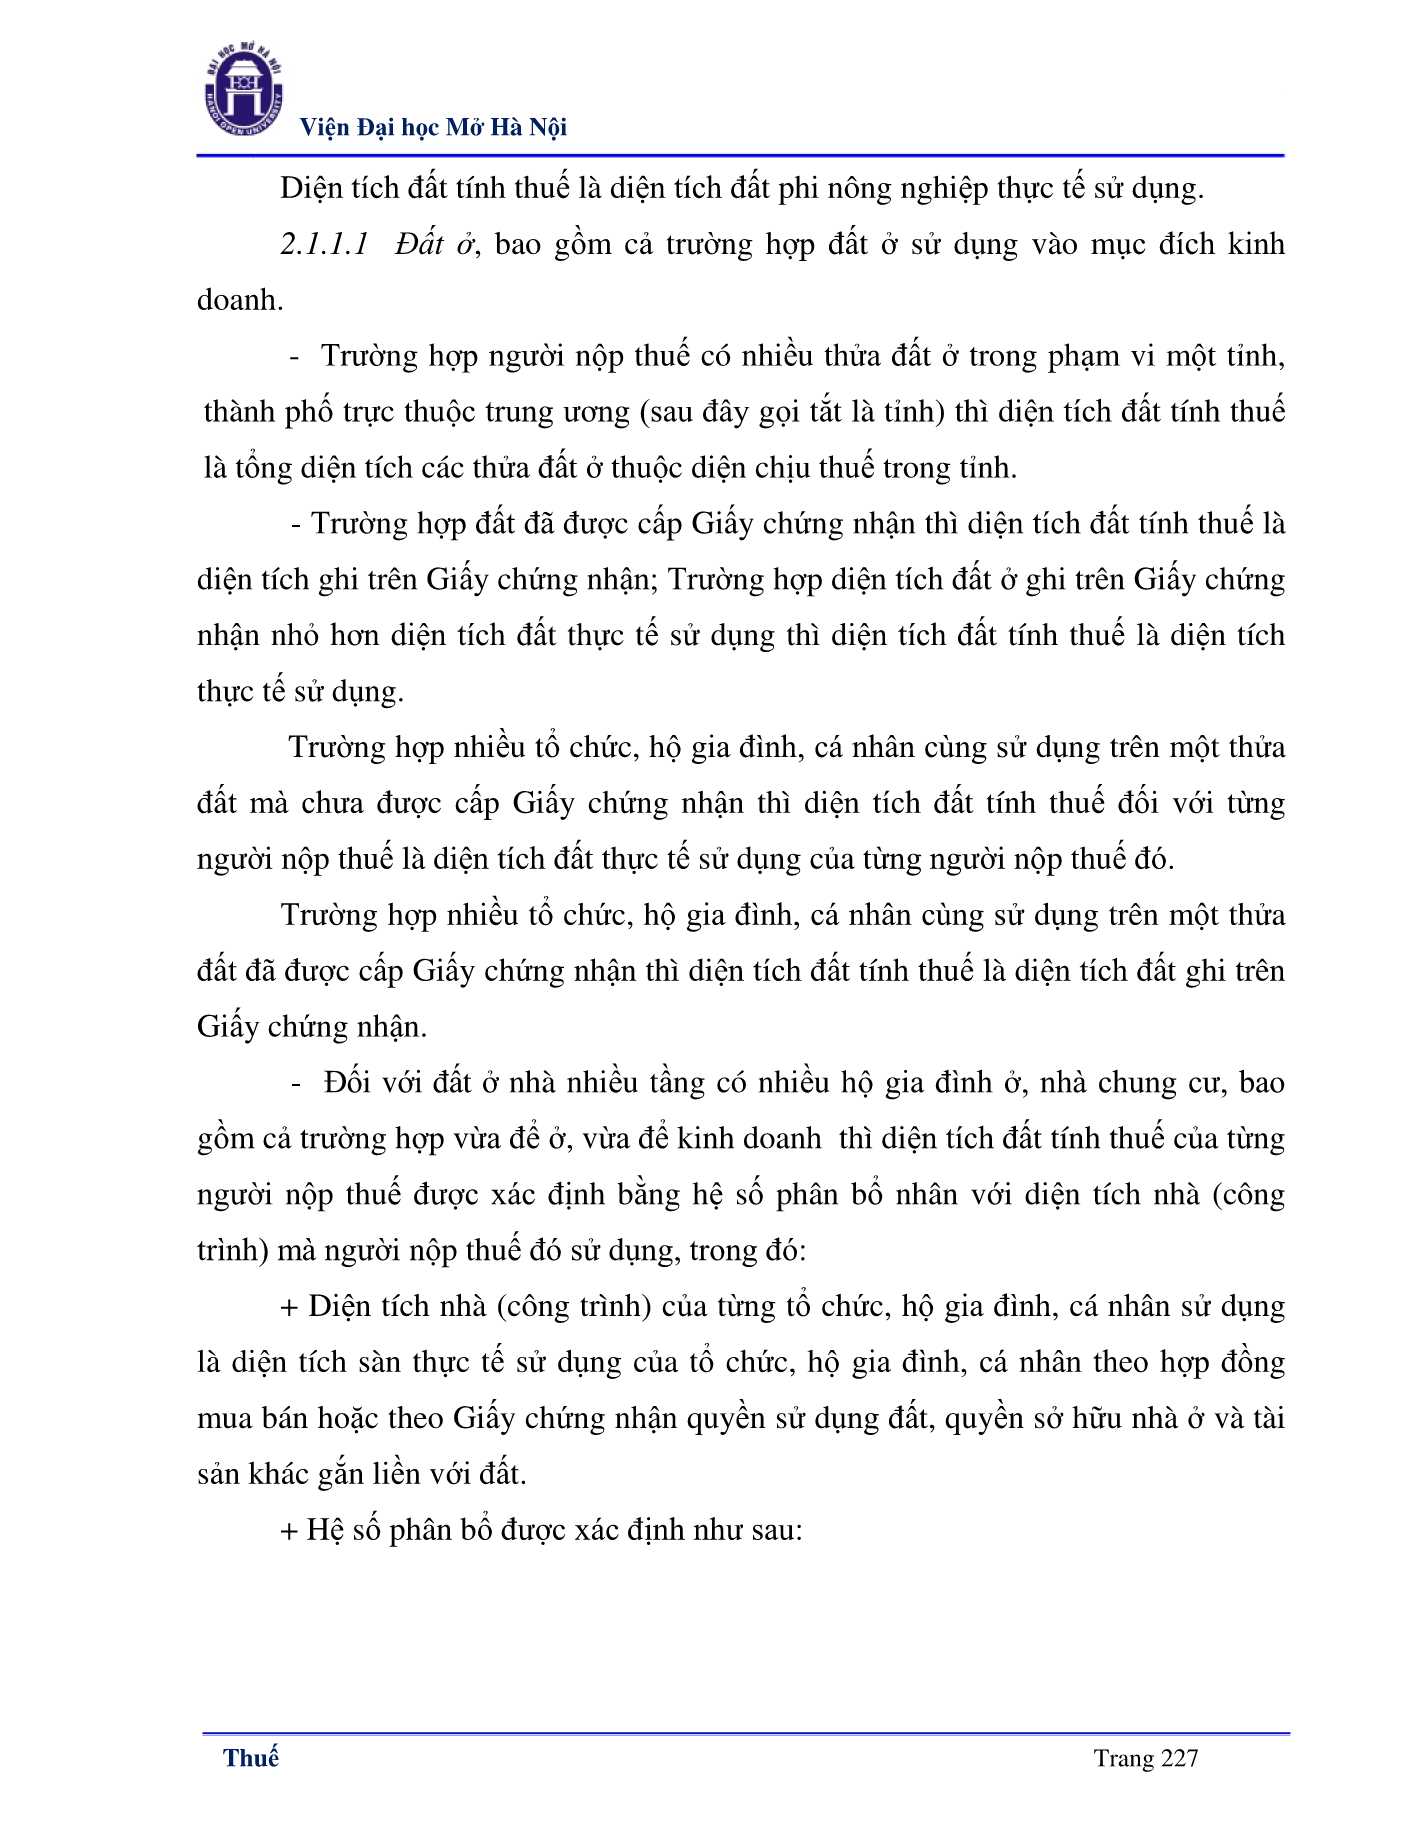 ĐẠI HỌC MỞ HÀ NỘI
HANOI OPEN UNIVERSITY
Viện Đại học Mở Hà Nội
Diện tích đất tính thuế là diện tích đất phi nông nghiệp thực tế sử dụng.
2.1.1.1 Đất ở, bao gồm cả trường hợp đất ở sử dụng vào mục đích kinh
doanh.
- Trường hợp người nộp thuế có nhiều thửa đất ở trong phạm vi một tỉnh,
thành phố trực thuộc trung ương (sau đây gọi tắt là tỉnh) thì diện tích đất tính thuế
là tổng diện tích các thửa đất ở thuộc diện chịu thuế trong tỉnh.
- Trường hợp đất đã được cấp Giấy chứng nhận thì diện tích đất tính thuế là
diện tích ghi trên Giấy chứng nhận; Trường hợp diện tích đất ở ghi trên Giấy chứng
nhận nhỏ hơn diện tích đất thực tế sử dụng thì diện tích đất tính thuế là diện tích
thực tế sử dụng.
Trường hợp nhiều tổ chức, hộ gia đình, cá nhân cùng sử dụng trên một thửa
đất mà chưa được cấp Giấy chứng nhận thì diện tích đất tính thuế đối với từng
người nộp thuế là diện tích đất thực tế sử dụng của từng người nộp thuế đó.
Trường hợp nhiều tổ chức, hộ gia đình, cá nhân cùng sử dụng trên một thửa
đất đã được cấp Giấy chứng nhận thì diện tích đất tính thuế là diện tích đất ghi trên
Giấy chứng nhận.
- Đối với đất ở nhà nhiều tầng có nhiều hộ gia đình ở, nhà chung cư, bao
gồm cả trường hợp vừa để ở, vừa để kinh doanh thì diện tích đất tính thuế của từng
người nộp thuế được xác định bằng hệ số phân bổ nhân với diện tích nhà (công
trình) mà người nộp thuế đó sử dụng, trong đó:
+ Diện tích nhà (công trình) của từng tổ chức, hộ gia đình, cá nhân sử dụng
là diện tích sàn thực tế sử dụng của tổ chức, hộ gia đình, cá nhân theo hợp đồng
mua bán hoặc theo Giấy chứng nhận quyền sử dụng đất, quyền sở hữu nhà ở và tài
sản khác gắn liền với đất.
+ Hệ số phân bổ được xác định như sau:
Thuế
Trang 227